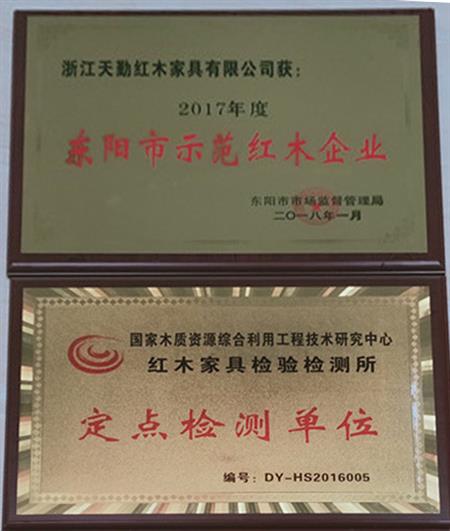 浙江天勤红木家具有限公司获：
2017年度
东阳市示范红木企业
东阳市市场监督管理局
二〇一八年一月
国家木质资源综合利用工程技术研究中心
红木家具检验检测所
定点检测单位
编号：DY-HS2016005